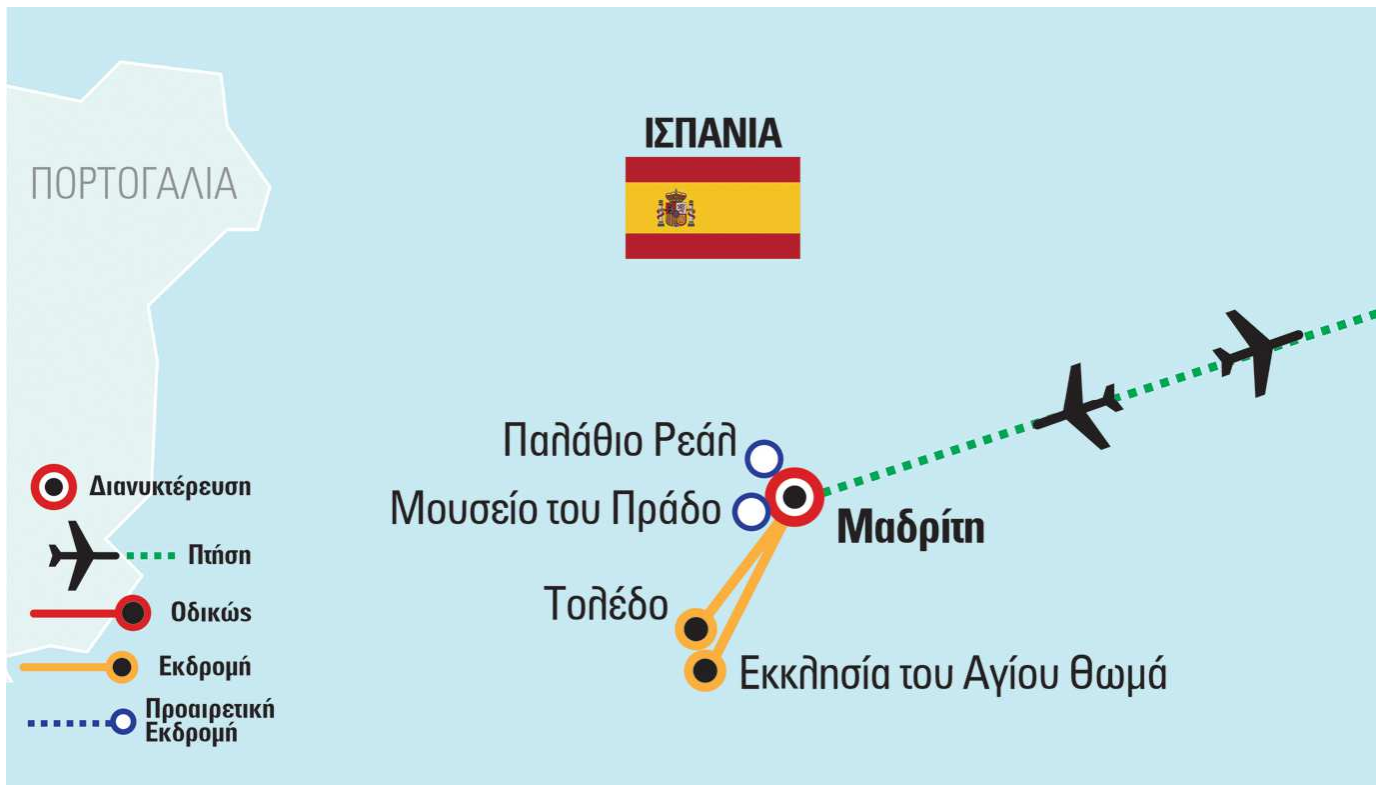 ΙΣΠΑΝΙΑ
ΠΟΡΤΟΓΑΛΙΑ
Παλάθιο Ρεάλ
Μουσείο του Πράδο
Μαδρίτη
Τολέδο
Εκκλησία του Αγίου Θωμά
Διανυκτέρευση
Πτήση
Οδικώς
Εκδρομή
Προαιρετική
Εκδρομή